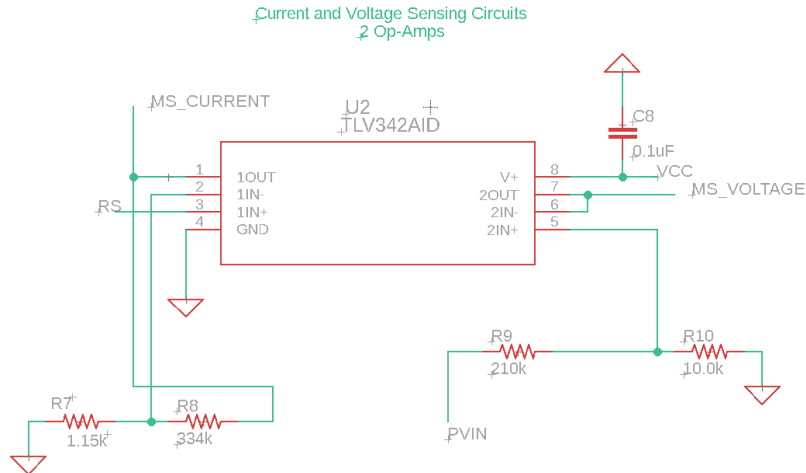 Current and Voltage Sensing Circuits
2 Op-Amps
MS_CURRENT
U2
TLV342AID
C8
0.1uF
VCC
1 1OUT
2 1IN-
3 1IN+
4 GND
RS
V+ 8
2OUT 7
2IN- 6
2IN+ 5
MS_VOLTAGE
R9
210k
R10
10.0k
PVIN
R7
1.15k
R8
334k